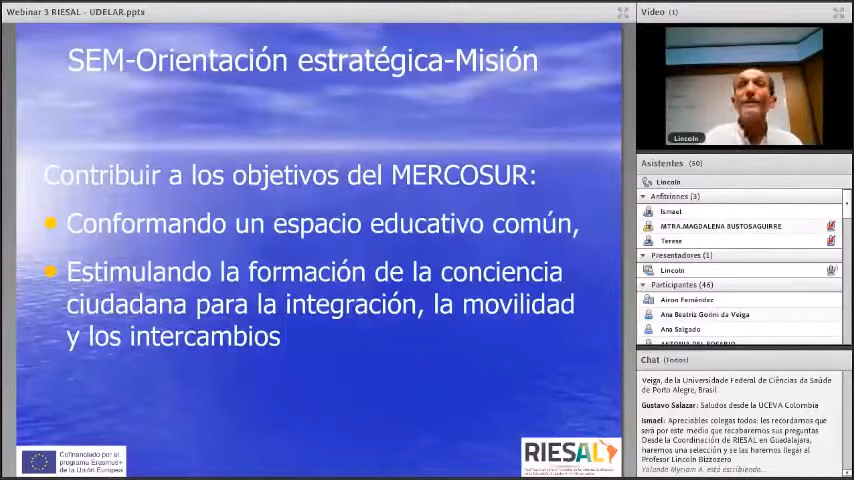 Webinar 3 RIESAL - UDELAR.pptx
SEM-Orientación estratégica-Misión
Contribuir a los objetivos del MERCOSUR:
Conformando un espacio educativo común,
Estimulando la formación de la conciencia
ciudadana para la integración, la movilidad
y los intercambios
Cofinanciado por el
programa Erasmus+
de la Unión Europea
RIESAL
Vídeo (1)
Lincoln
Asistentes (50)
Lincoln
Anfitriones (3)
Ismael
MTRA.MAGDALENA BUSTOSAGUIRRE
Terese
Presentadores (1)
Lincoln
Participantes (46)
Airon Fernéndez
Ana Beatriz Gorini da Veiga
Ana Salgado
ANTONIA DEL ROSARIO
Chat (Todos)
Veiga, de la Universidade Federal de Ciências da Saúde
de Porto Alegre, Brasil
Gustavo Salazar: Saludos desde la UCEVA Colombia
Ismael: Apreciables colegas todos: les recordamos que
será por este medio que recabaremos sus preguntas
Desde la Coordinación de RIESAL en Guadalajara,
haremos una selección y se las haremos llegar al
Profesor Lincoln Bizzozero
Yolanda Myriam A. está escribiendo...